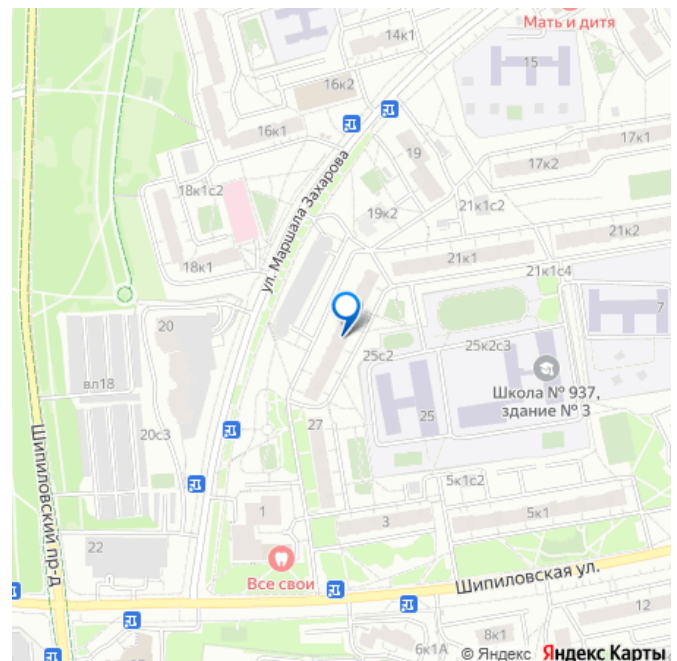 Мать и дитя
14к1
15
16к2
16к1
17к1
19
17к2
18к1с2
ул. Маршала Захарова
19к2
21к1с2
21к2
18к1
21к1
21к1с4
20
7
25с2
25к2с3
вл18
Школа № 937,
здание № 3
25
27
20с3
Шипиловский пр-д
5к1с2
1
3
5к1
22
Все свои
Шипиловская ул.
12
8к1
6к1А
© Яндекс Яндекс Карты